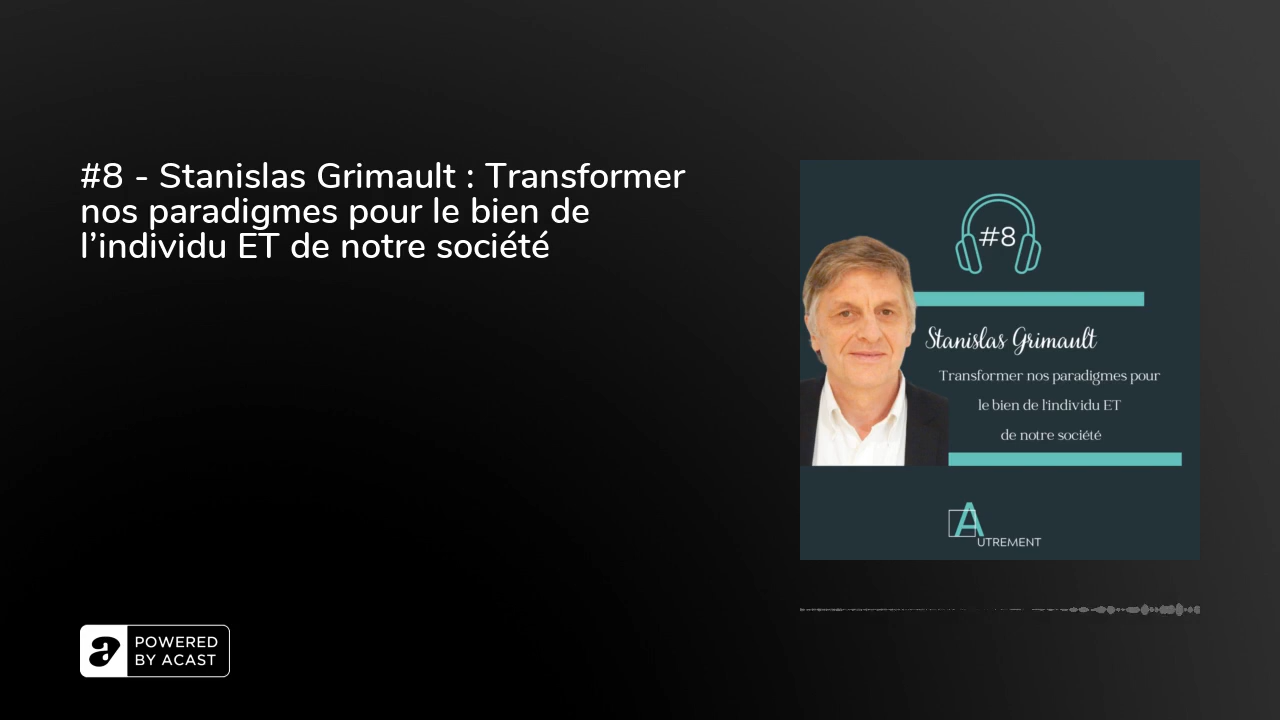 #8 - Stanislas Grimault : Transformer
nos paradigmes pour le bien de
l’individu ET de notre société
#8
Stanislas Grimault
Transformer nos paradigmes pour
le bien de l'individu ET
de notre société
AUTREMENT
a POWERED
BY ACAST